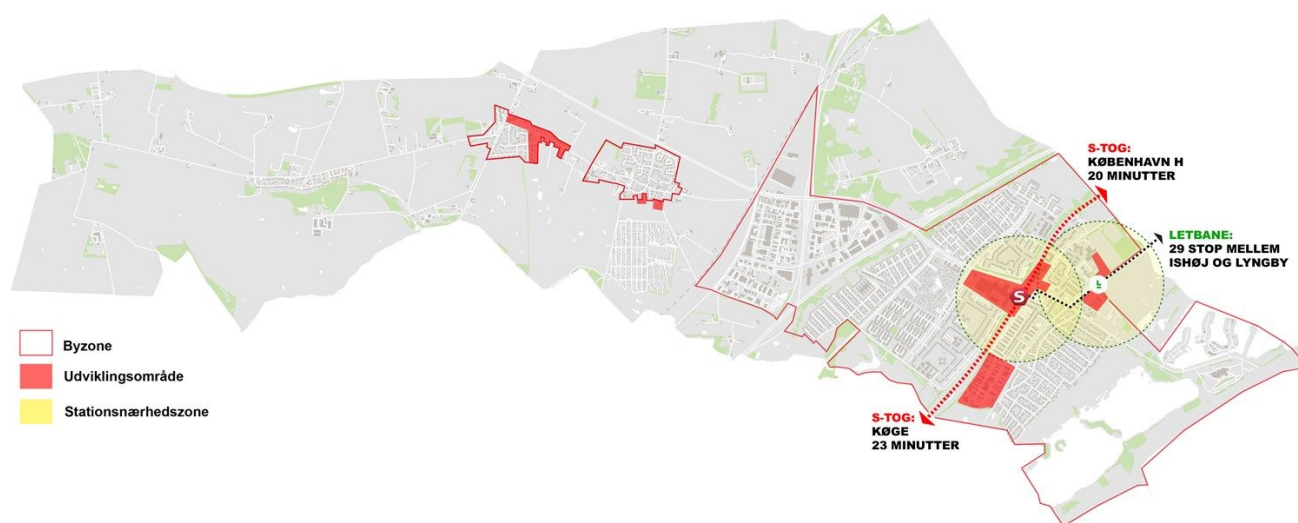 S-TOG:
KØBENHAVN H
20 MINUTTER
LETBANE:
29 STOP MELLEM
ISHØJ OG LYNGBY
S
L
Byzone
Udviklingsområde
Stationsnærhedszone
S-TOG:
KØGE
23 MINUTTER